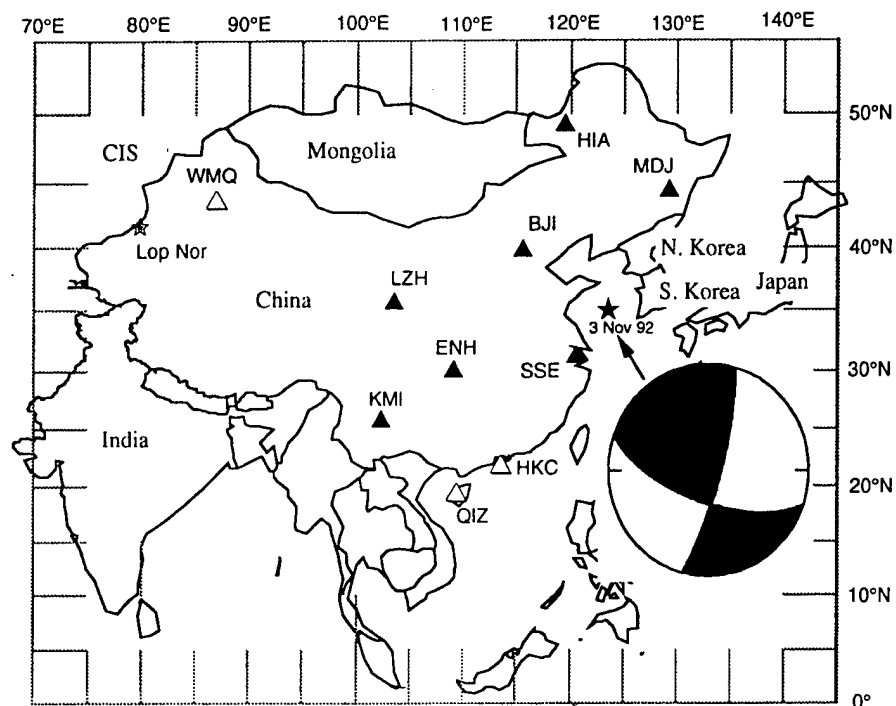 70°E 80°E 90°E 100°E 110°E 120°E 130°E 140°E
50°N
HIA
CIS
Mongolia
MDJ
WMQ
BJI
40°N
N. Korea
Lop Nor
LZH
S. Korea
Japan
China
3 Nov 92
ENH
SSE
30°N
KMI
India
HKC
20°N
QIZ
10°N
0°